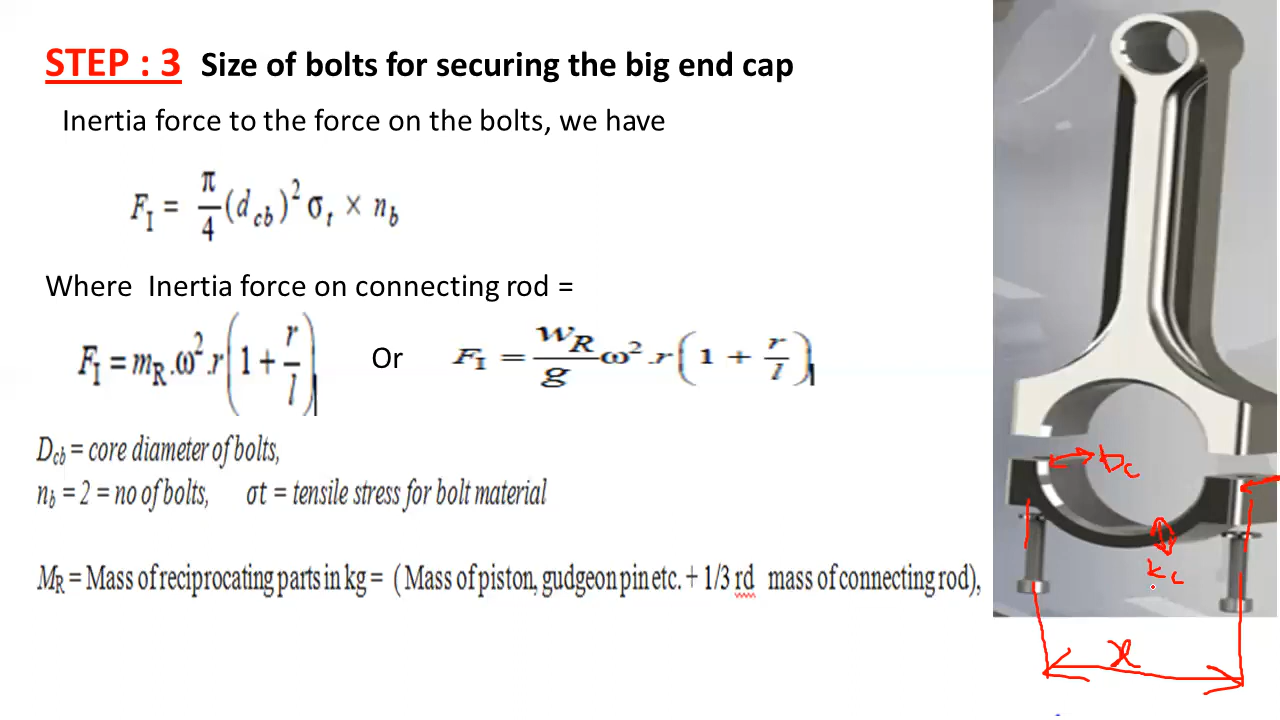 STEP : 3 Size of bolts for securing the big end cap
Inertia force to the force on the bolts, we have
F_I = π/4 (d_cb)² σ_t × n_b
Where Inertia force on connecting rod =
F_I = m_R . ω² . r (1 + r/l) Or F_I = w_R/g ω² . r (1 + r/l)
D_cb = core diameter of bolts,
n_b = 2 = no of bolts, σt = tensile stress for bolt material
M_R = Mass of reciprocating parts in kg = ( Mass of piston, gudgeon pin etc. + 1/3 rd mass of connecting rod),
b_c
t_c
x